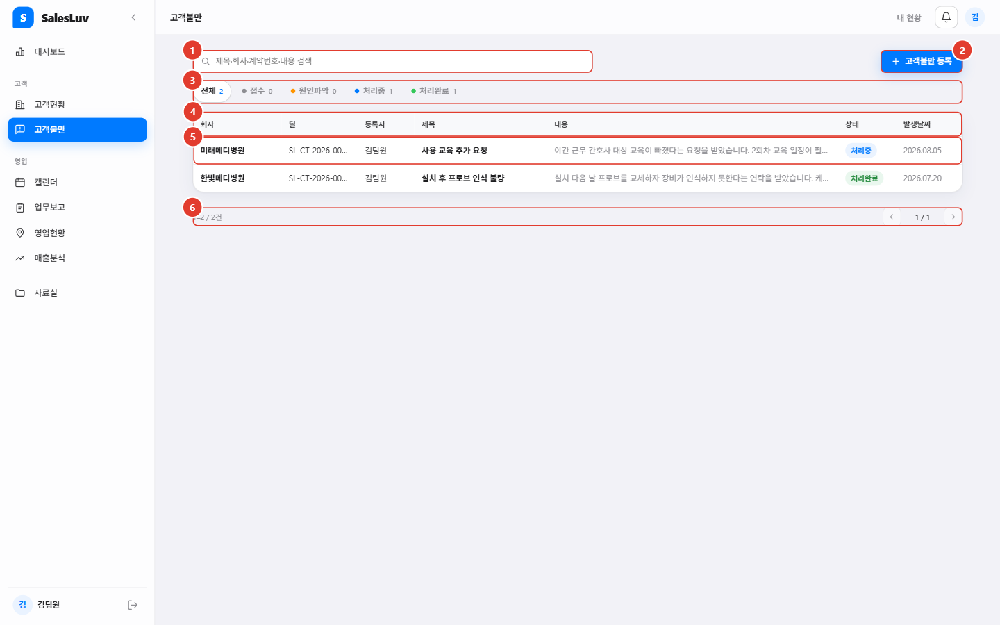 S SalesLuv
대시보드
고객
고객현황
고객불만
영업
캘린더
업무보고
영업현황
매출분석
자료실
김 김팀원
고객불만
내 현황
김
1
제목·회사·계약번호·내용 검색
2
고객불만 등록
3
전체 2
접수 0
원인파악 0
처리중 1
처리완료 1
4
회사 딜 등록자 제목 내용 상태 발생날짜
5
미래메디병원 SL-CT-2026-00... 김팀원 사용 교육 추가 요청 야간 근무 간호사 대상 교육이 빠졌다는 요청을 받았습니다. 2회차 교육 일정이 필... 처리중 2026.08.05
한빛메디병원 SL-CT-2026-00... 김팀원 설치 후 프로브 인식 불량 설치 다음 날 프로브를 교체하자 장비가 인식하지 못한다는 연락을 받았습니다. 케... 처리완료 2026.07.20
6
–2 / 2건
1 / 1